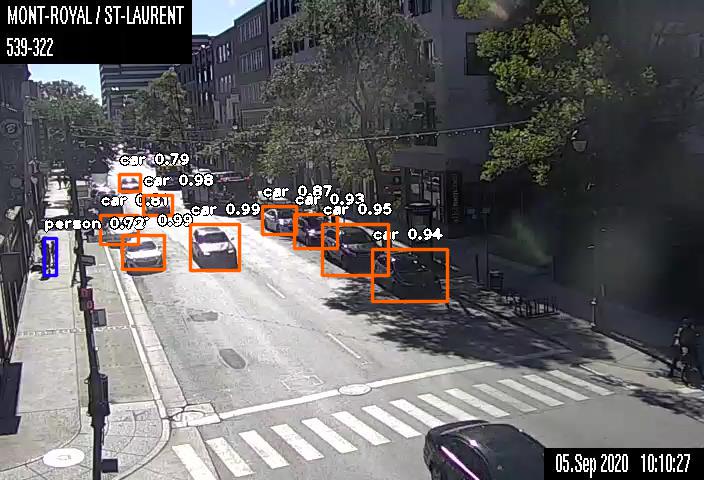 MONT-ROYAL / ST-LAURENT
539-322
car 0.79
car 0.98
car 0.81
car 0.99
car 0.99
car 0.87
car 0.93
car 0.95
person 0.72
car 0.94
05.Sep 2020 10:10:27